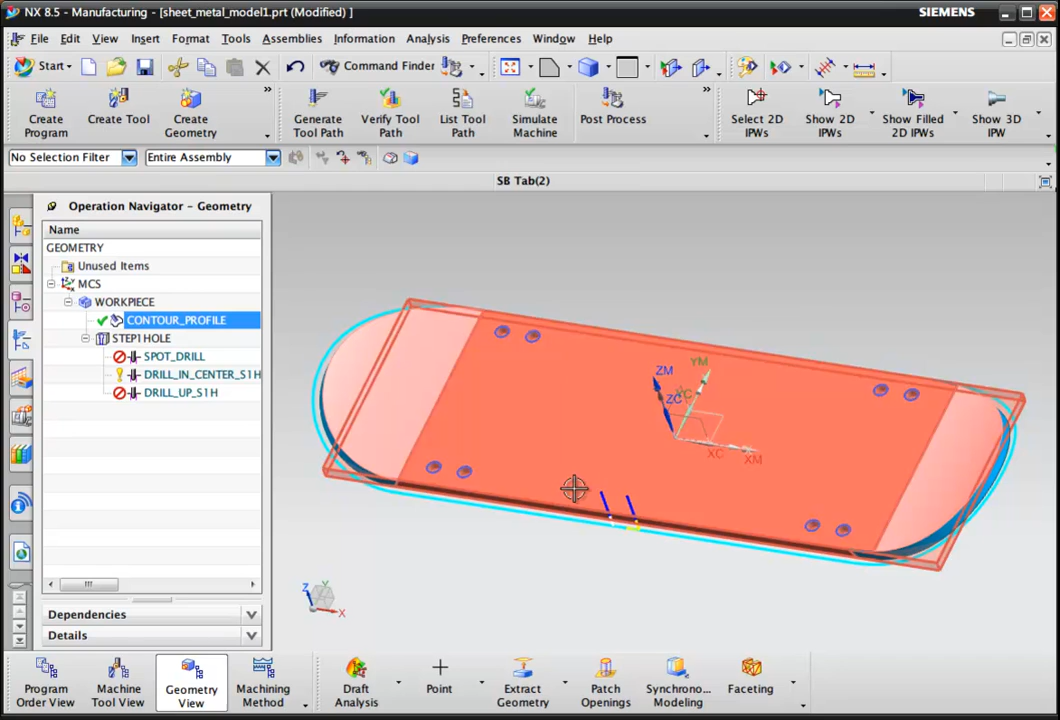 NX 8.5 - Manufacturing - [sheet_metal_model1.prt (Modified) ]
SIEMENS
File Edit View Insert Format Tools Assemblies Information Analysis Preferences Window Help
Start
Command Finder
Create Program
Create Tool
Create Geometry
Generate Tool Path
Verify Tool Path
List Tool Path
Simulate Machine
Post Process
Select 2D IPWs
Show 2D IPWs
Show Filled 2D IPWs
Show 3D IPW
No Selection Filter
Entire Assembly
SB Tab(2)
Operation Navigator - Geometry
Name
GEOMETRY
Unused Items
MCS
WORKPIECE
CONTOUR_PROFILE
STEP1HOLE
SPOT_DRILL
DRILL_IN_CENTER_S1H
DRILL_UP_S1H
Dependencies
Details
ZM
YM
ZC
YC
XC
XM
Z
Y
X
Program Order View
Machine Tool View
Geometry View
Machining Method
Draft Analysis
Point
Extract Geometry
Patch Openings
Synchrono... Modeling
Faceting